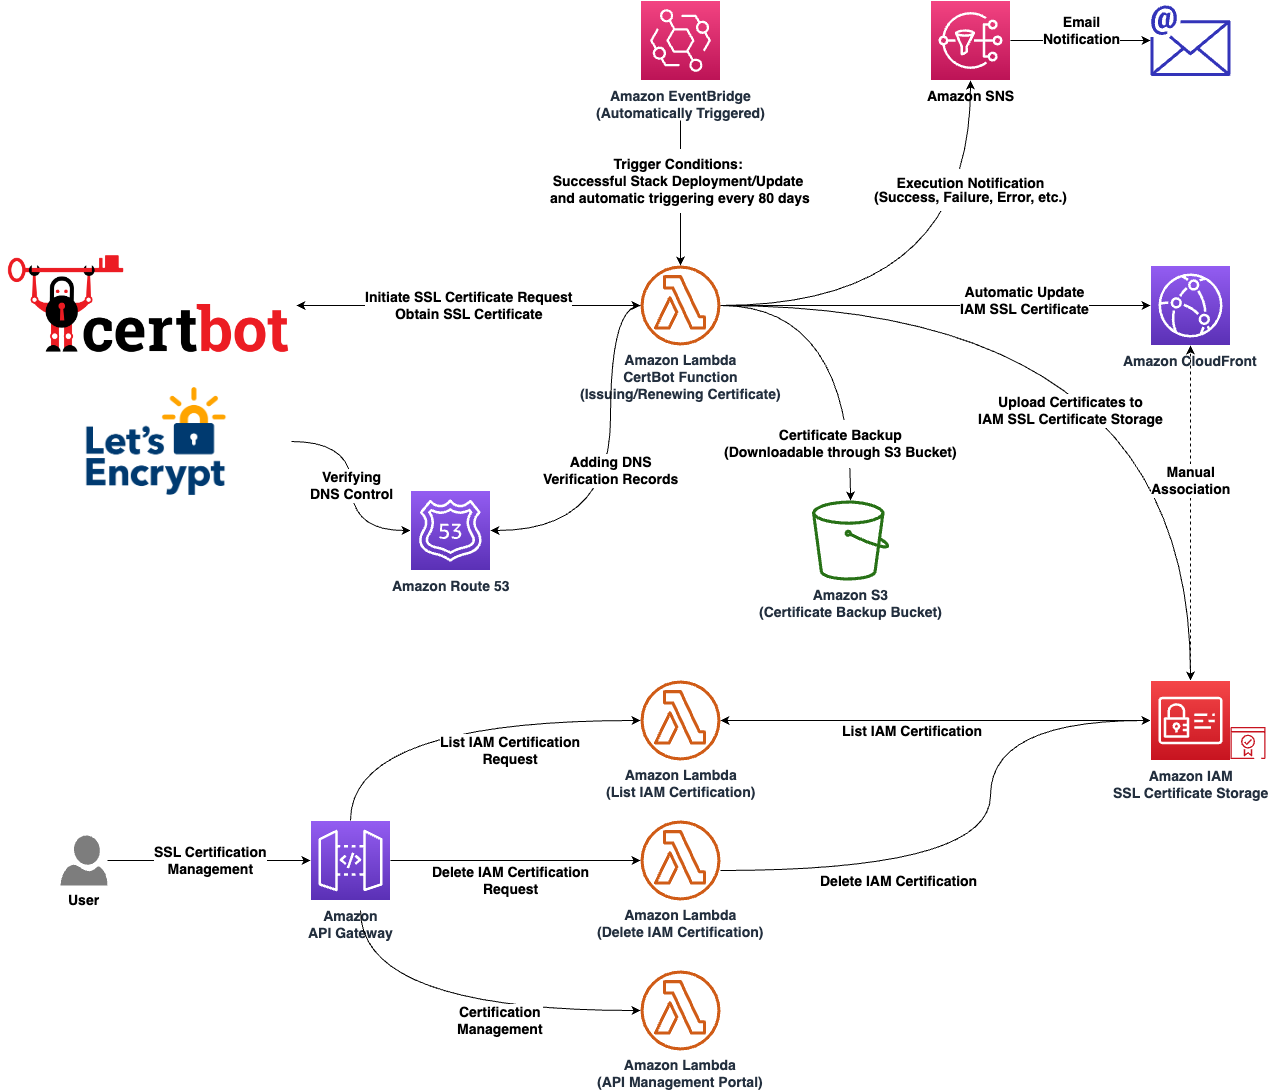 Amazon EventBridge
(Automatically Triggered)
Amazon SNS
Email
Notification
@
Trigger Conditions:
Successful Stack Deployment/Update
and automatic triggering every 80 days
Execution Notification
(Success, Failure, Error, etc.)
certbot
Initiate SSL Certificate Request
Obtain SSL Certificate
Amazon Lambda
CertBot Function
(Issuing/Renewing Certificate)
Automatic Update
IAM SSL Certificate
Amazon CloudFront
Upload Certificates to
IAM SSL Certificate Storage
Let's
Encrypt
Verifying
DNS Control
Adding DNS
Verification Records
Certificate Backup
(Downloadable through S3 Bucket)
Manual
Association
53
Amazon Route 53
Amazon S3
(Certificate Backup Bucket)
List IAM Certification
Request
Amazon Lambda
(List IAM Certification)
List IAM Certification
Amazon IAM
SSL Certificate Storage
User
SSL Certification
Management
</>
Amazon
API Gateway
Delete IAM Certification
Request
Amazon Lambda
(Delete IAM Certification)
Delete IAM Certification
Certification
Management
Amazon Lambda
(API Management Portal)